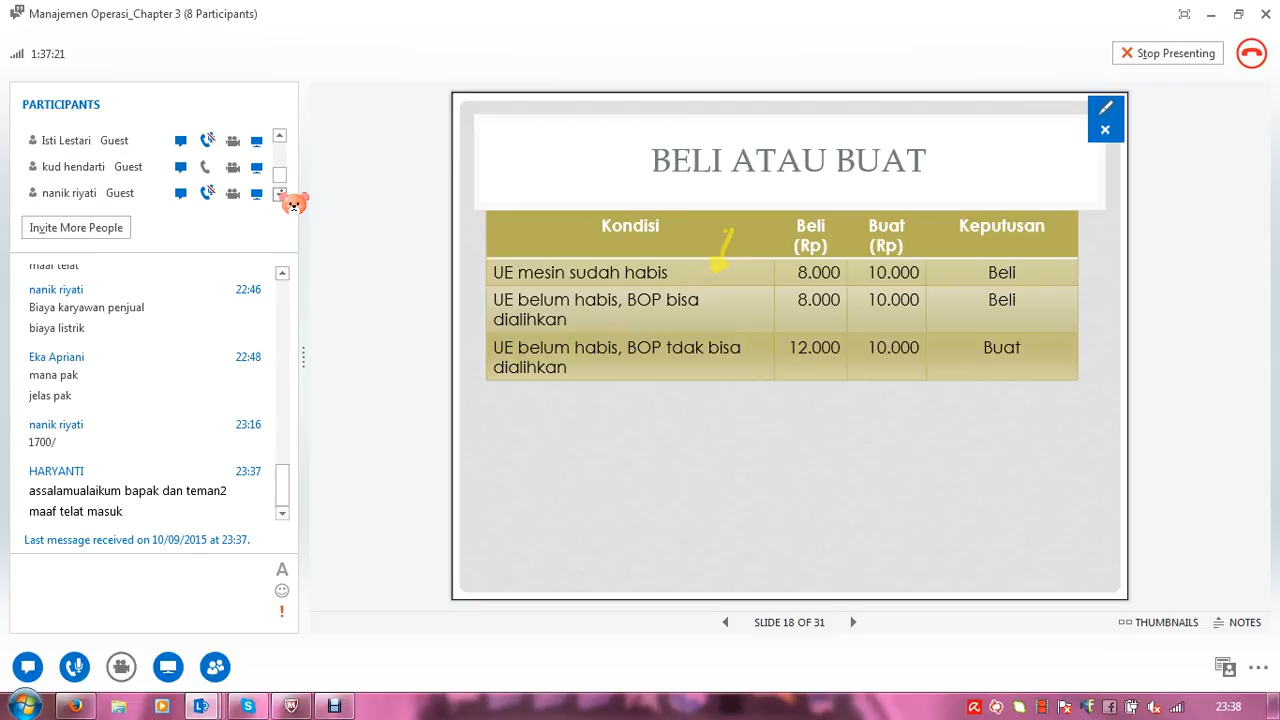 Manajemen Operasi_Chapter 3 (8 Participants)
1:37:21
Stop Presenting
PARTICIPANTS
Isti Lestari Guest
kud hendarti Guest
nanik riyati Guest
Invite More People
maaf telat
nanik riyati 22:46
Biaya karyawan penjual
biaya listrik
Eka Apriani 22:48
mana pak
jelas pak
nanik riyati 23:16
1700/
HARYANTI 23:37
assalamualaikum bapak dan teman2
maaf telat masuk
Last message received on 10/09/2015 at 23:37.
A
BELI ATAU BUAT
Kondisi Beli (Rp) Buat (Rp) Keputusan
UE mesin sudah habis 8.000 10.000 Beli
UE belum habis, BOP bisa 8.000 10.000 Beli
dialihkan
UE belum habis, BOP tdak bisa 12.000 10.000 Buat
dialihkan
SLIDE 18 OF 31
THUMBNAILS
NOTES
23:38